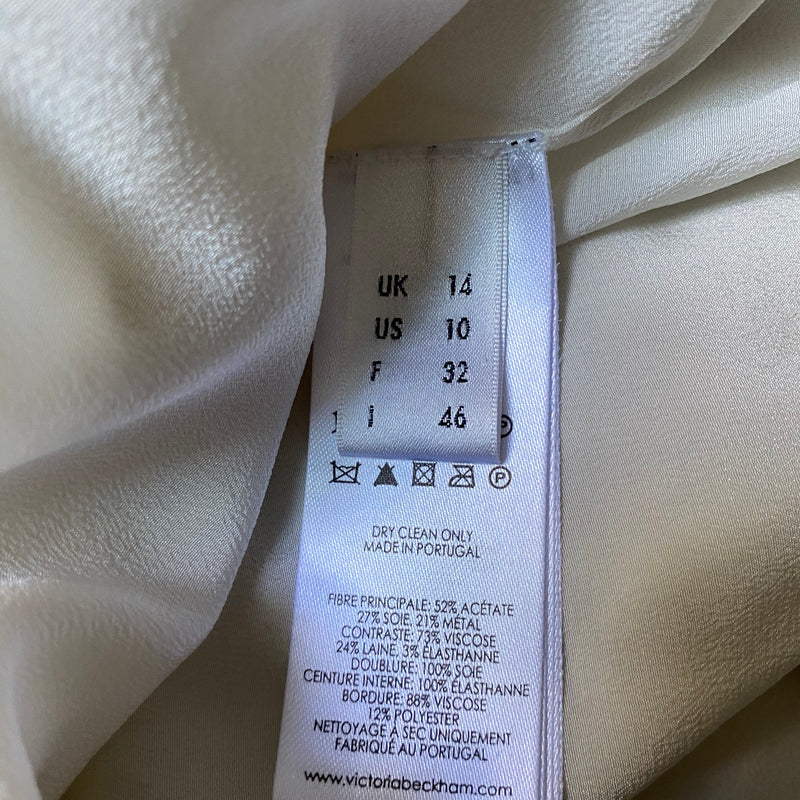 UK 14
US 10
F 32
I 46
P
DRY CLEAN ONLY
MADE IN PORTUGAL
FIBRE PRINCIPALE: 52% ACÉTATE
27% SOIE, 21% MÉTAL
CONTRASTE: 73% VISCOSE
24% LAINE, 3% ÉLASTHANNE
DOUBLURE: 100% SOIE
CEINTURE INTERNE: 100% ÉLASTHANNE
BORDURE: 88% VISCOSE
12% POLYESTER
NETTOYAGE À SEC UNIQUEMENT
FABRIQUÉ AU PORTUGAL
www.victoriabeckham.com